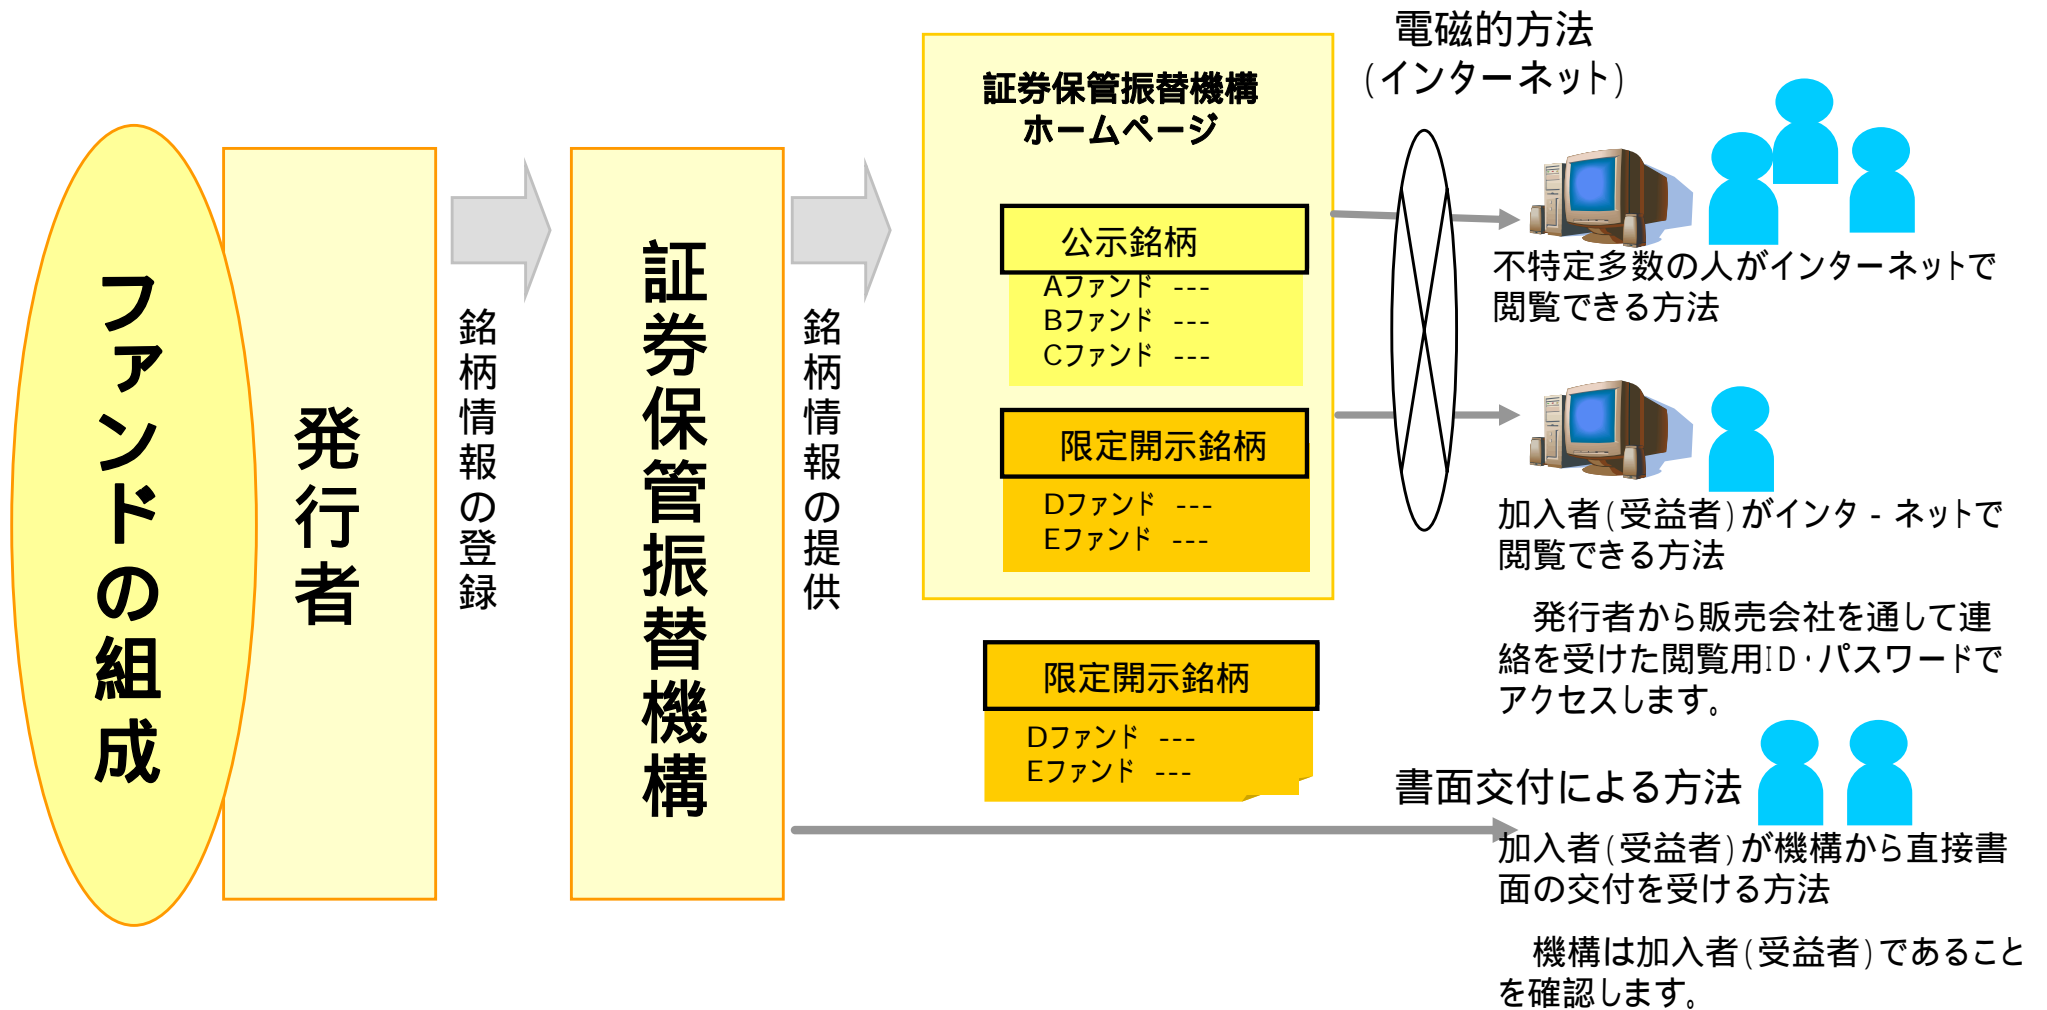 ファンドの組成
発行者
銘柄情報の登録
証券保管振替機構
銘柄情報の提供
証券保管振替機構
ホームページ
公示銘柄
Aファンド ---
Bファンド ---
Cファンド ---
限定開示銘柄
Dファンド ---
Eファンド ---
限定開示銘柄
Dファンド ---
Eファンド ---
電磁的方法
(インターネット)
不特定多数の人がインターネットで
閲覧できる方法
加入者(受益者)がインタ-ネットで
閲覧できる方法
発行者から販売会社を通して連
絡を受けた閲覧用ID・パスワードで
アクセスします。
書面交付による方法
加入者(受益者)が機構から直接書
面の交付を受ける方法
機構は加入者(受益者)であること
を確認します。